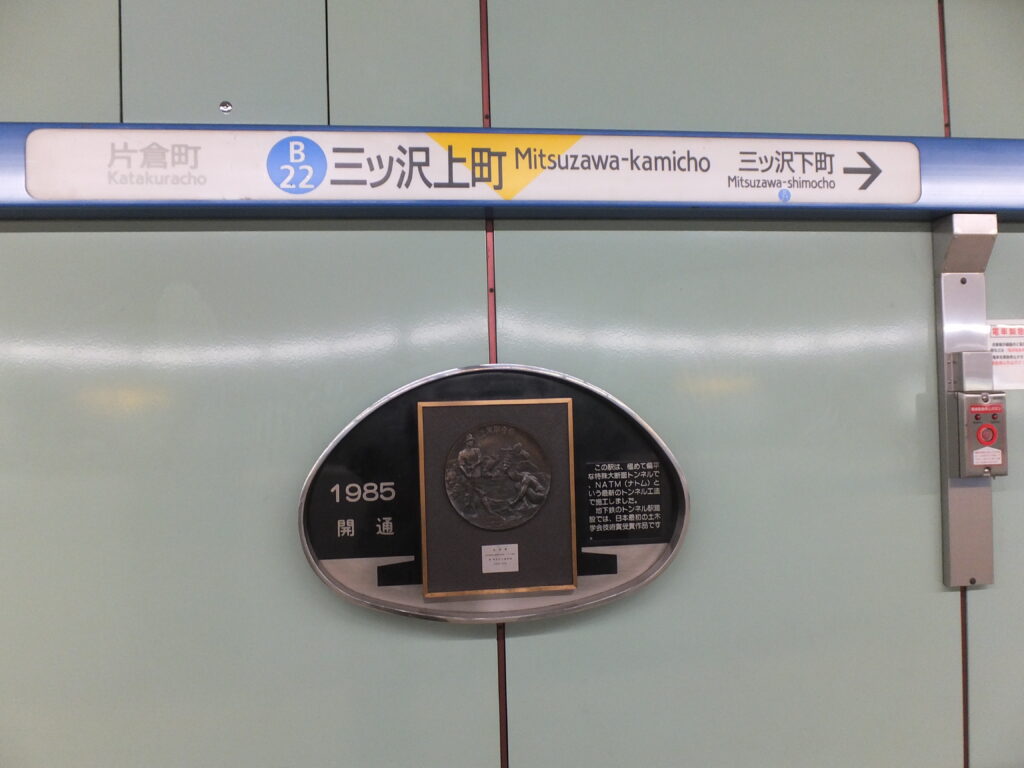 片倉町
Katakuracho
B
22
三ッ沢上町
Mitsuzawa-kamicho
三ッ沢下町
Mitsuzawa-shimocho
→
1985
開通
この駅は、極めて偏平
な特殊大断面トンネルで
、NATM（ナトム）と
いう最新のトンネル工法
で施工しました。
地下鉄のトンネル駅施
設では、日本最初の土木
学会技術賞受賞作品です
。